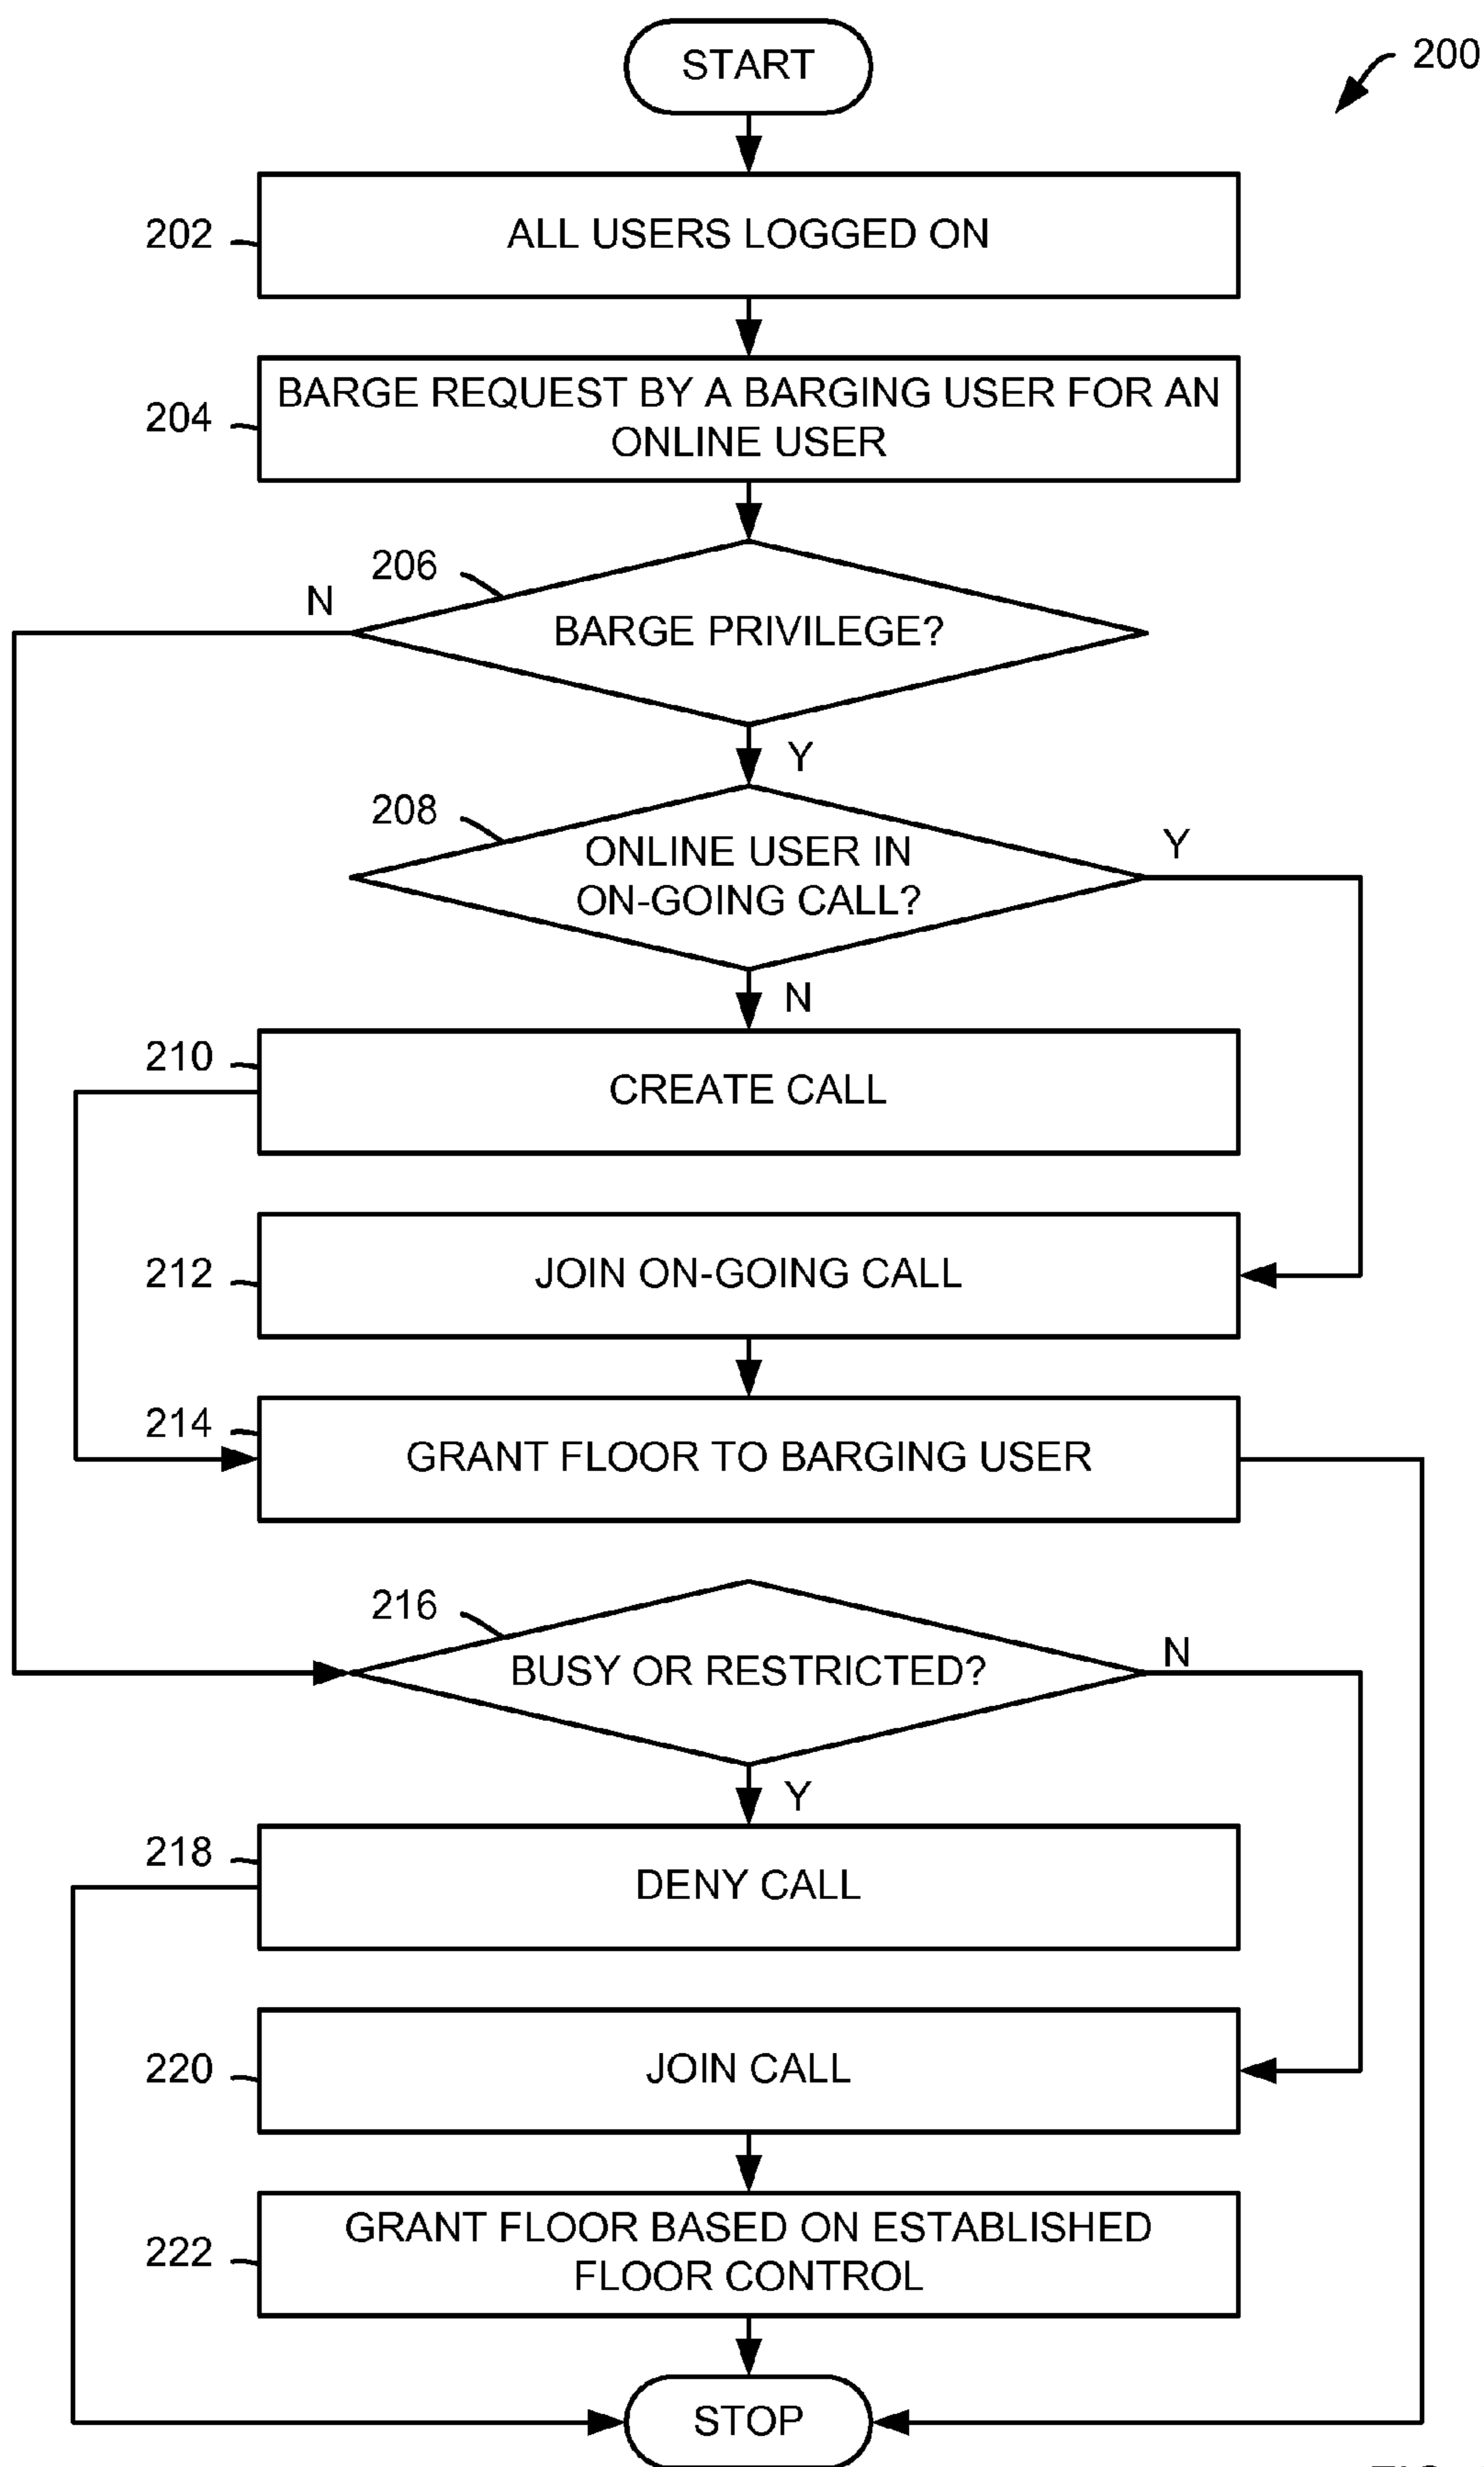 START
200
202
ALL USERS LOGGED ON
204
BARGE REQUEST BY A BARGING USER FOR AN
ONLINE USER
206
N
BARGE PRIVILEGE?
Y
208
ONLINE USER IN
ON-GOING CALL?
Y
N
210
CREATE CALL
212
JOIN ON-GOING CALL
214
GRANT FLOOR TO BARGING USER
216
BUSY OR RESTRICTED?
N
Y
218
DENY CALL
220
JOIN CALL
222
GRANT FLOOR BASED ON ESTABLISHED
FLOOR CONTROL
STOP